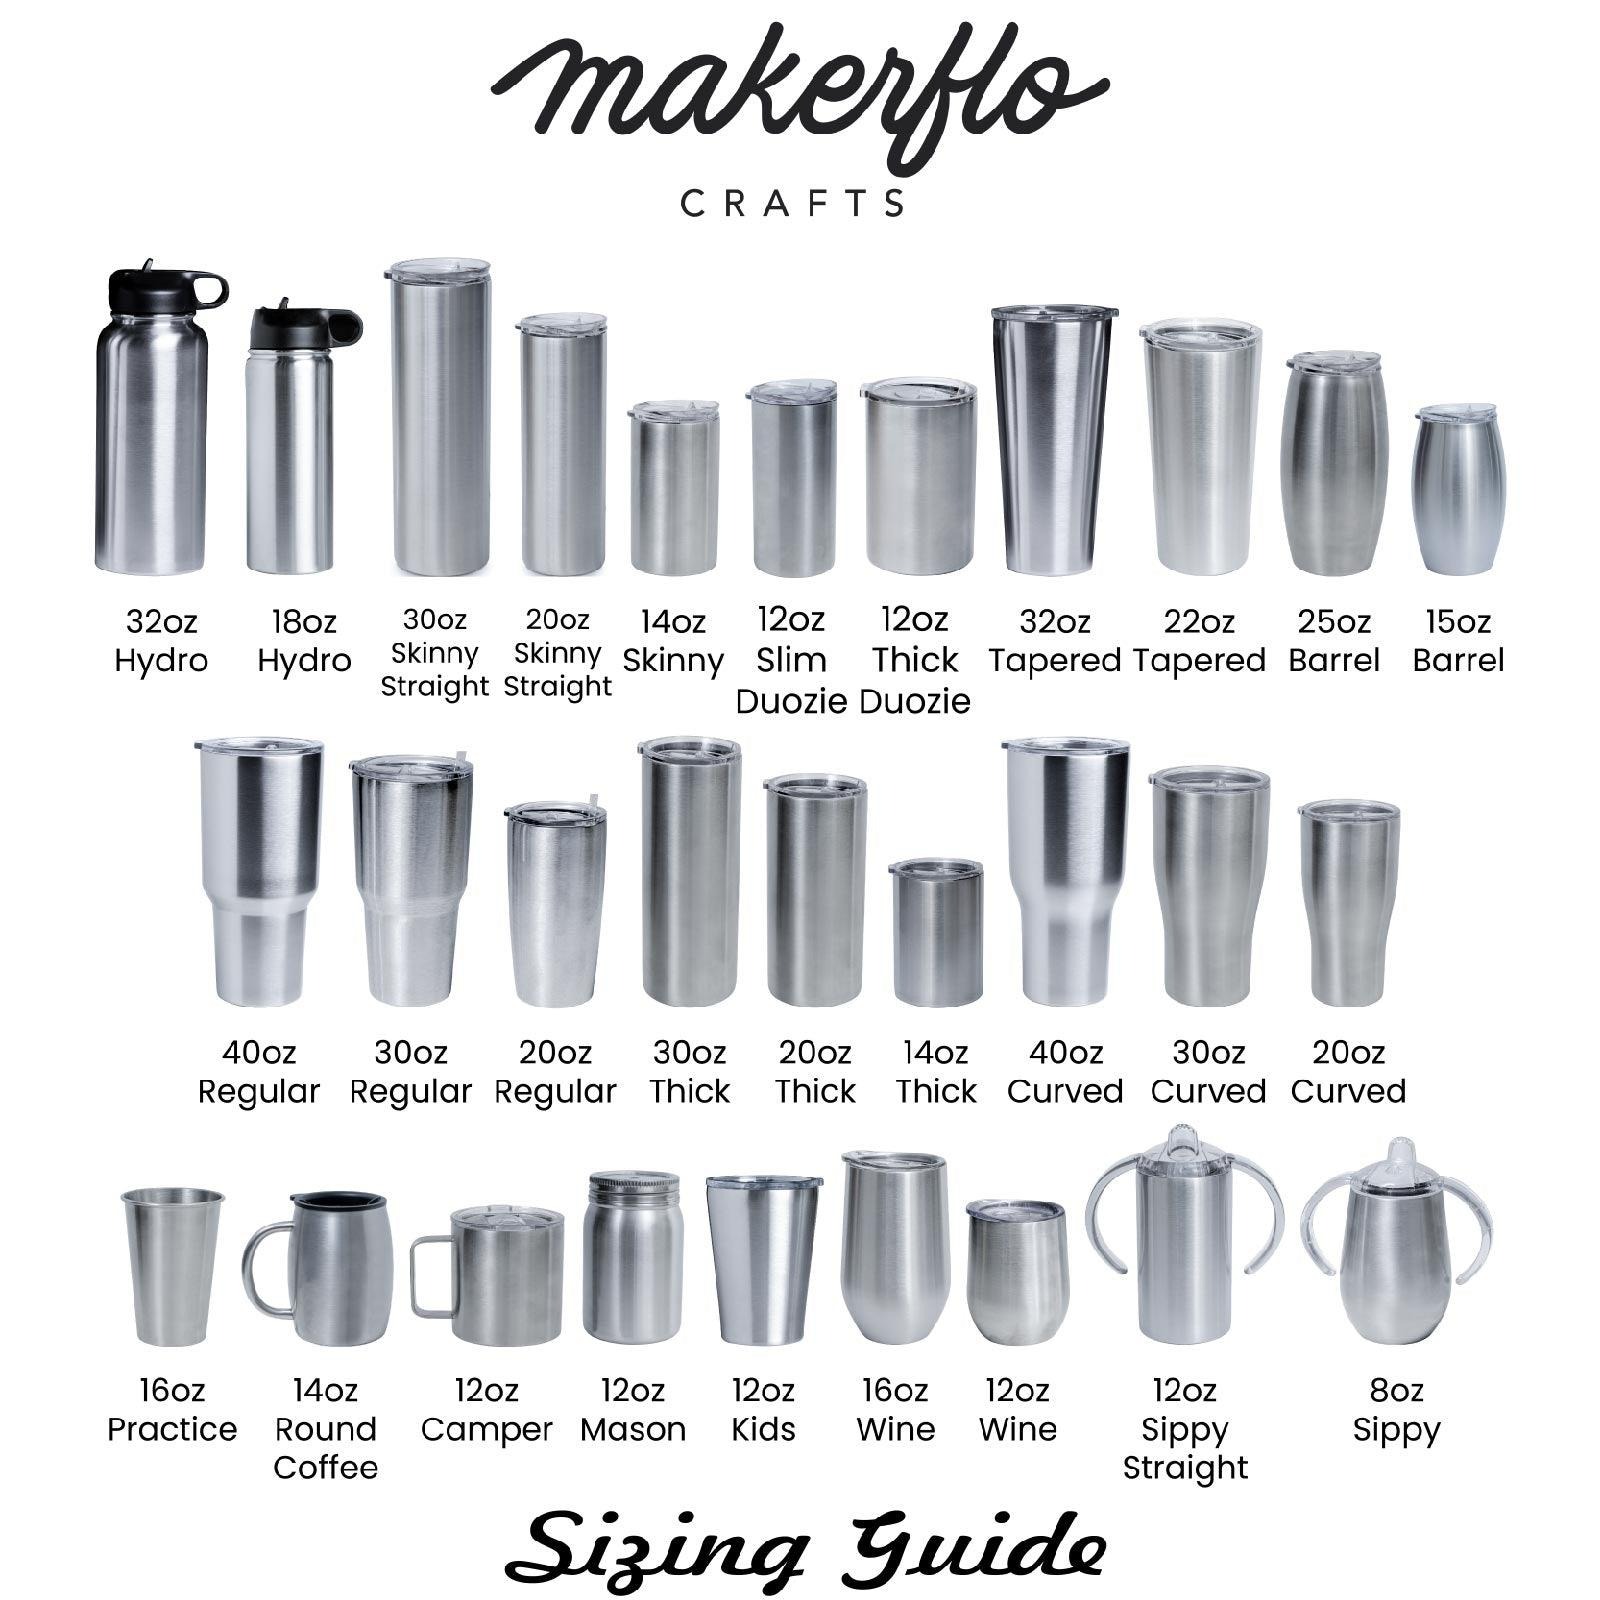 makerflo
CRAFTS
32oz
Hydro
18oz
Hydro
30oz
Skinny
Straight
20oz
Skinny
Straight
14oz
Skinny
12oz
Slim
Duozie
12oz
Thick
Duozie
32oz
Tapered
22oz
Tapered
25oz
Barrel
15oz
Barrel
40oz
Regular
30oz
Regular
20oz
Regular
30oz
Thick
20oz
Thick
14oz
Thick
40oz
Curved
30oz
Curved
20oz
Curved
16oz
Practice
14oz
Round
Coffee
12oz
Camper
12oz
Mason
12oz
Kids
16oz
Wine
12oz
Wine
12oz
Sippy
Straight
8oz
Sippy
Sizing Guide